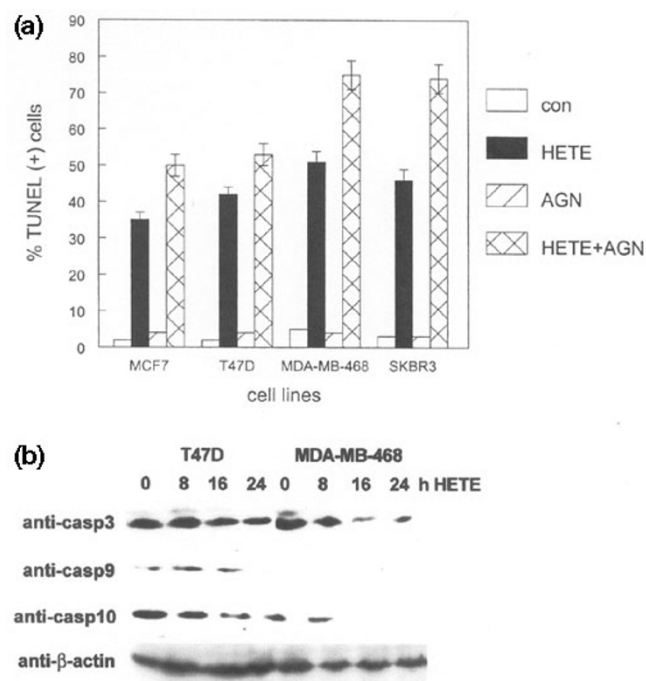 (a)
90
80
70
60
50
40
30
20
10
0
% TUNEL (+) cells
MCF7 T47D MDA-MB-468 SKBR3
cell lines
con
HETE
AGN
HETE+AGN
(b)
T47D MDA-MB-468
0 8 16 24 0 8 16 24 h HETE
anti-casp3
anti-casp9
anti-casp10
anti-β-actin